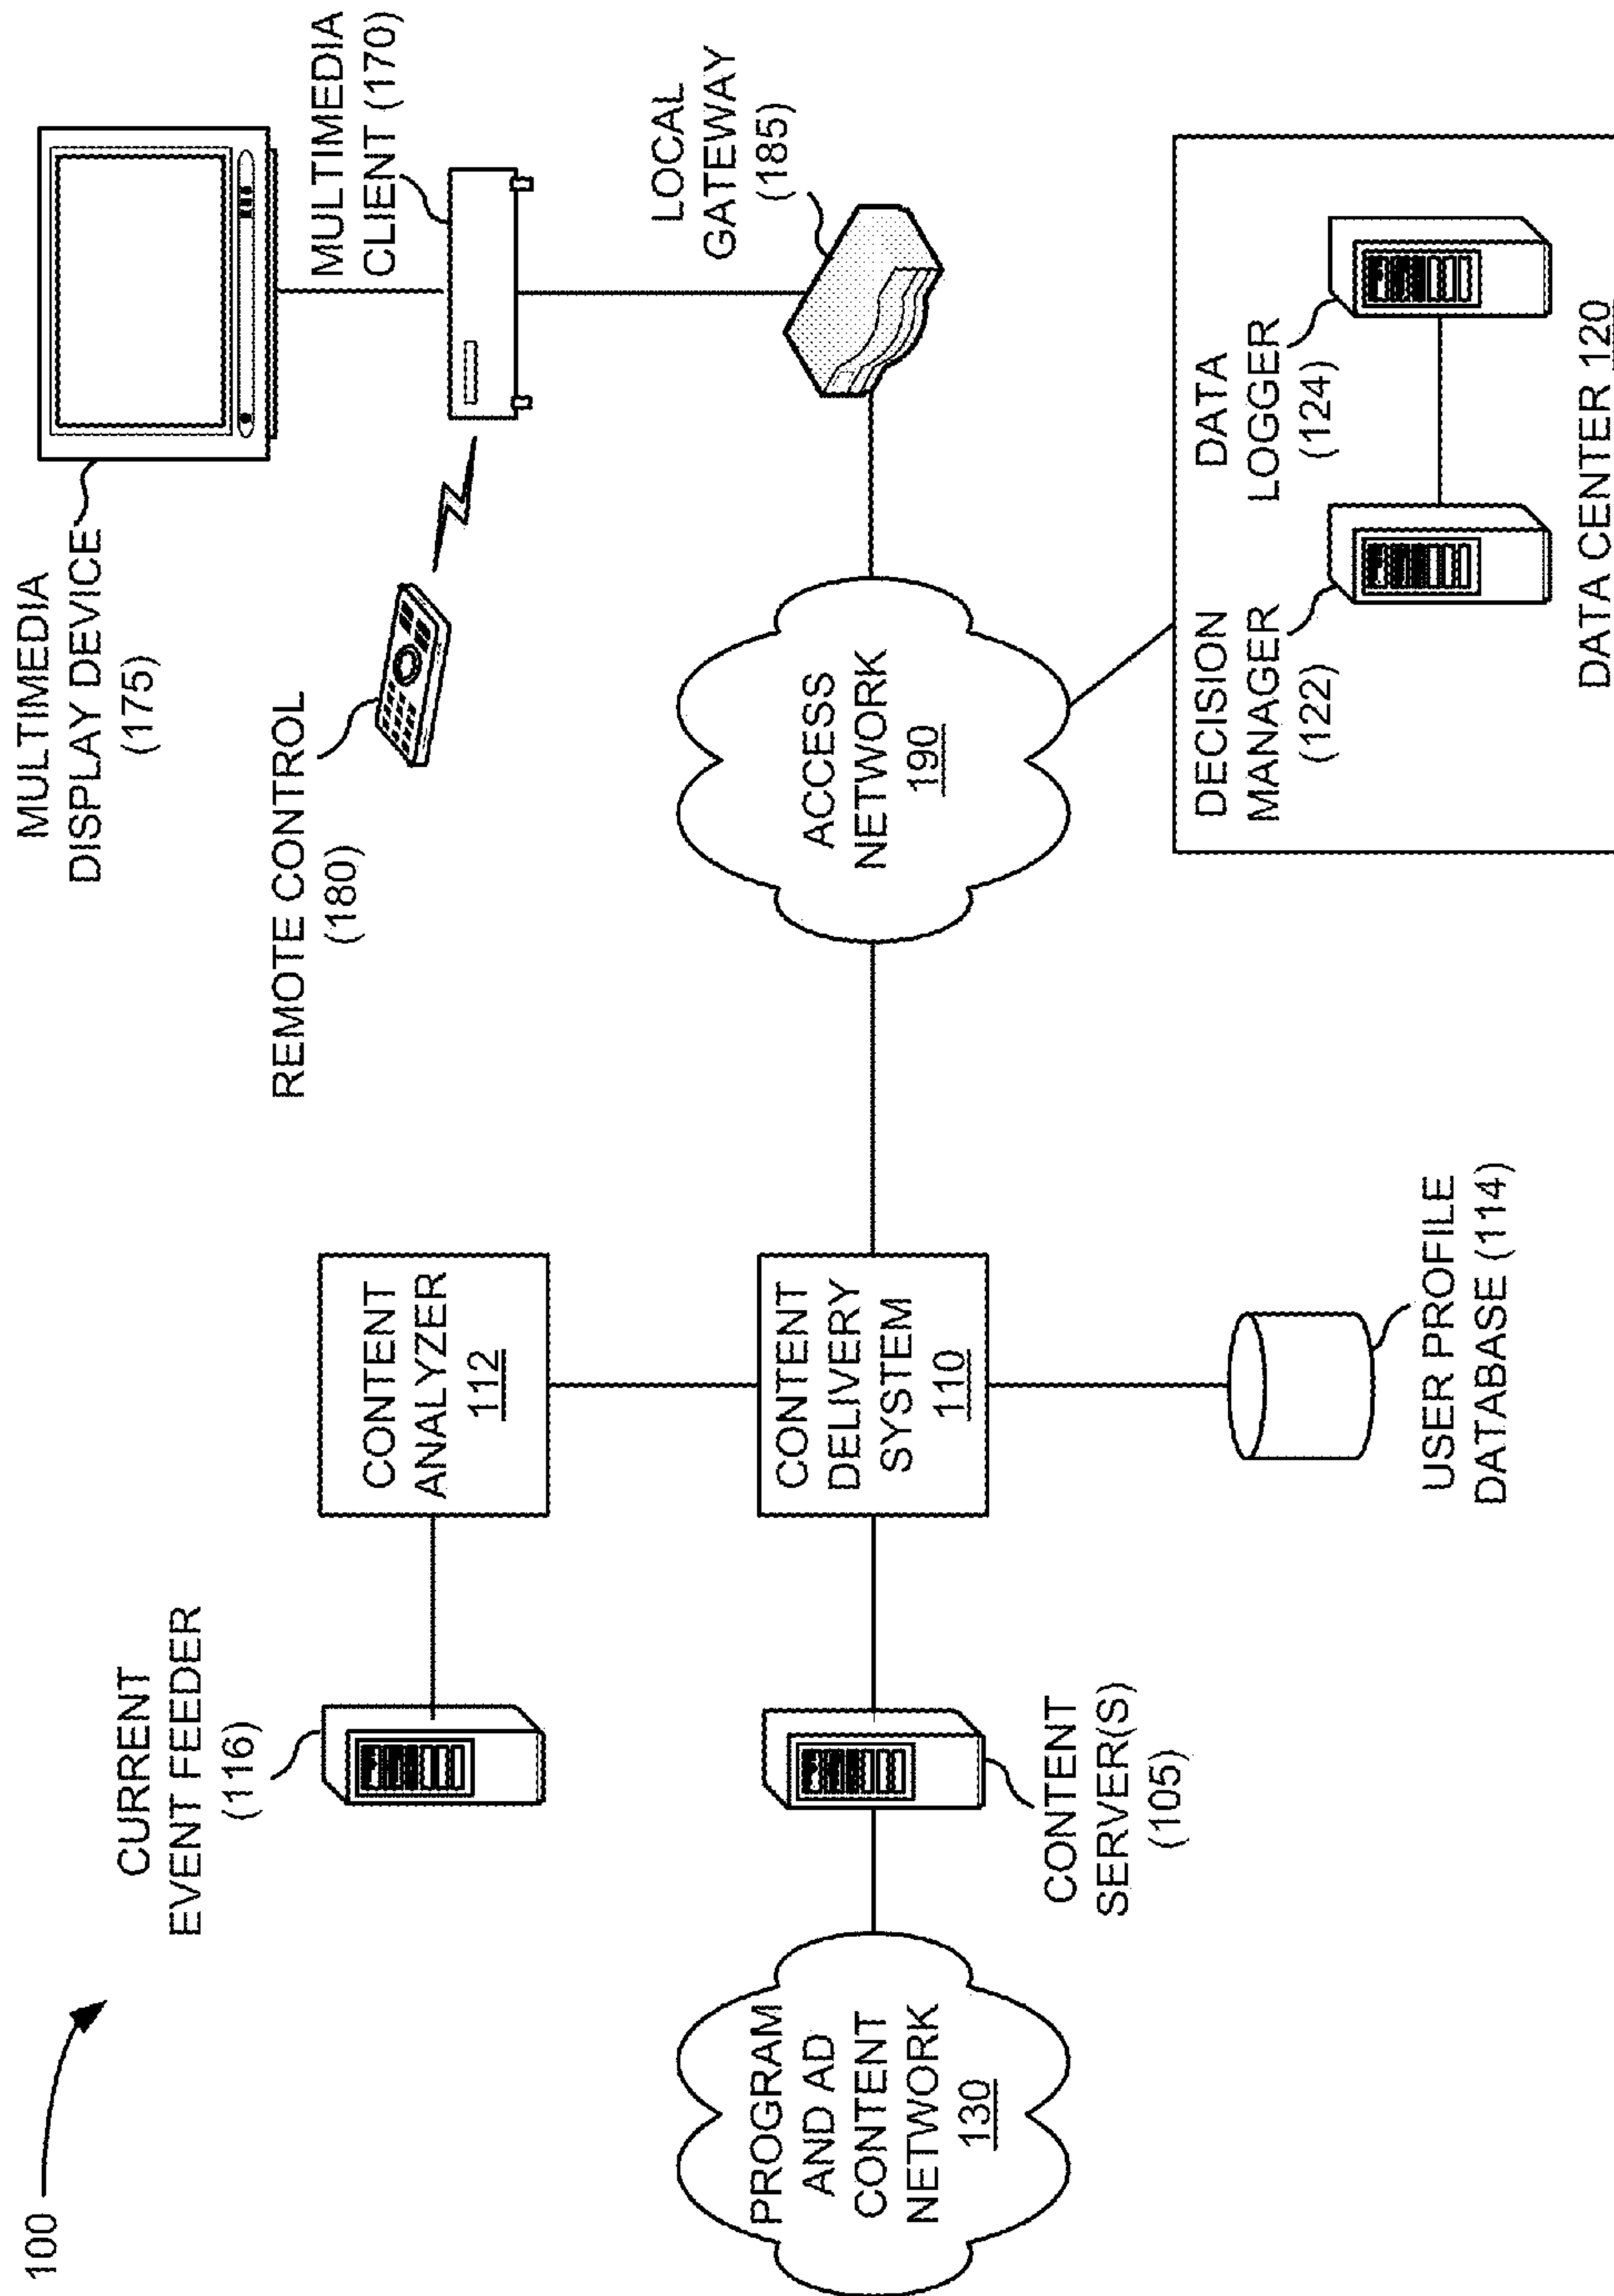 100
CURRENT
EVENT FEEDER
(116)
CONTENT
ANALYZER
112
REMOTE CONTROL
(180)
MULTIMEDIA
DISPLAY DEVICE
(175)
MULTIMEDIA
CLIENT (170)
LOCAL
GATEWAY
(185)
PROGRAM
AND AD
CONTENT
NETWORK
130
CONTENT
SERVER(S)
(105)
CONTENT
DELIVERY
SYSTEM
110
ACCESS
NETWORK
190
USER PROFILE
DATABASE (114)
DECISION
MANAGER
(122)
DATA
LOGGER
(124)
DATA CENTER 120